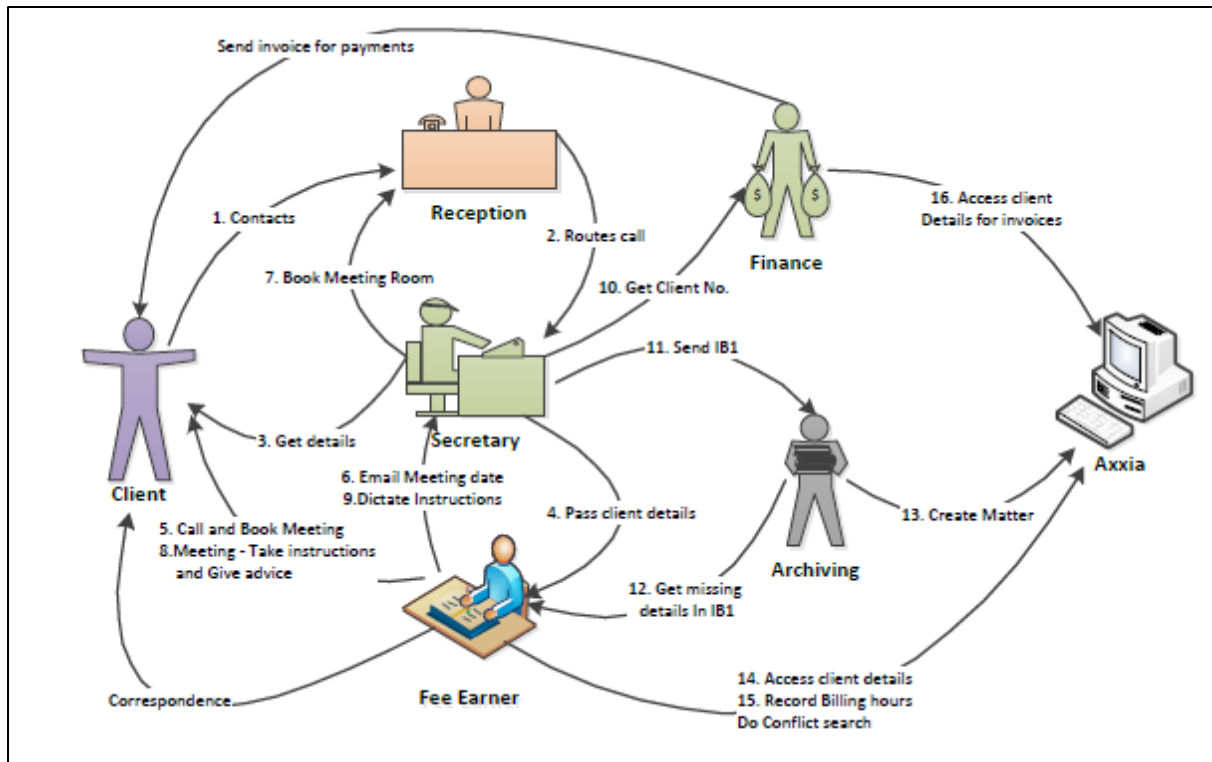 Send invoice for payments
$ $
Reception
1. Contacts
2. Routes call
16. Access client
Details for invoices
Finance
7. Book Meeting Room
10. Get Client No.
11. Send IB1
3. Get details
Secretary
Client
6. Email Meeting date
9.Dictate Instructions
4. Pass client details
Axxia
13. Create Matter
5. Call and Book Meeting
8.Meeting - Take instructions
and Give advice
Archiving
12. Get missing
details In IB1
Correspondence
Fee Earner
14. Access client details
15. Record Billing hours
Do Conflict search